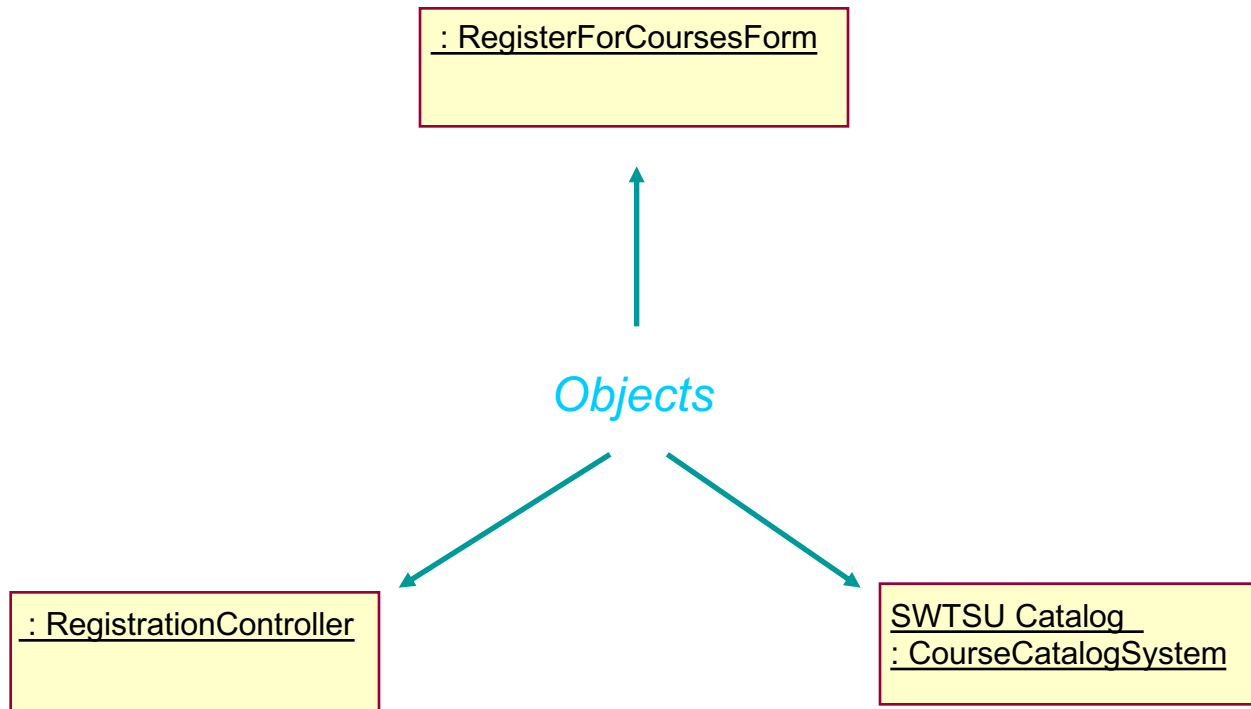 : RegisterForCoursesForm
Objects
: RegistrationController
SWTSU Catalog
: CourseCatalogSystem